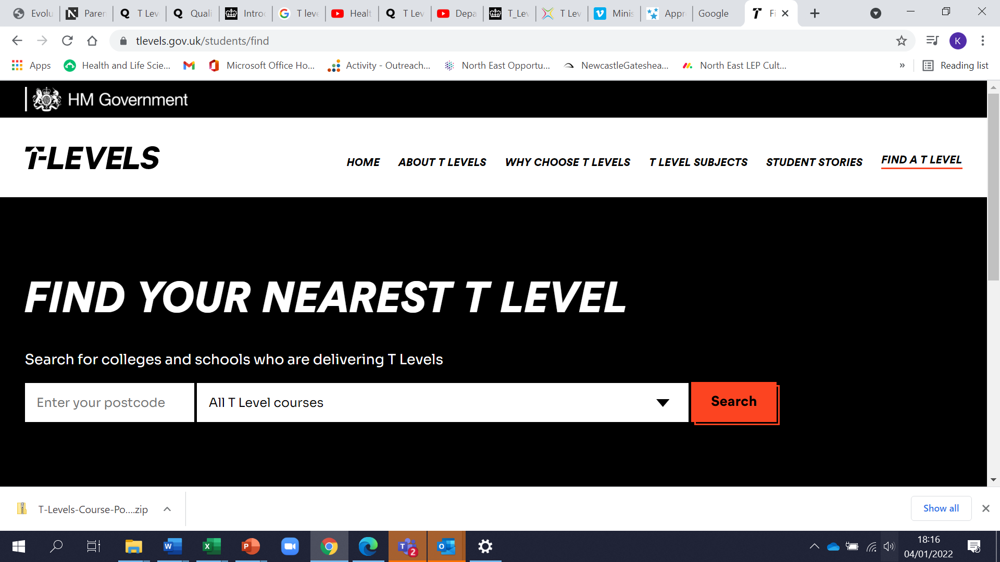 Evolu
Paren
T Lev
Quali
Introd
T leve
Healt
T Lev
Depa
T_Lev
T Lev
Minis
Appr
Google
Fi
tlevels.gov.uk/students/find
K
Apps
Health and Life Scie...
Microsoft Office Ho...
Activity - Outreach...
North East Opportu...
NewcastleGateshea...
North East LEP Cult...
»
Reading list
HM Government
T-LEVELS
HOME
ABOUT T LEVELS
WHY CHOOSE T LEVELS
T LEVEL SUBJECTS
STUDENT STORIES
FIND A T LEVEL
FIND YOUR NEAREST T LEVEL
Search for colleges and schools who are delivering T Levels
Enter your postcode
All T Level courses
Search
T-Levels-Course-Po....zip
Show all
2
18:16
04/01/2022